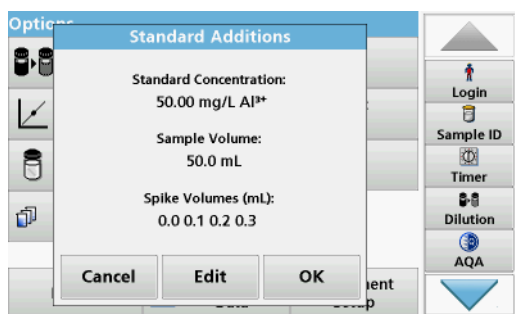 Options
Standard Additions
Standard Concentration:
50.00 mg/L Al³⁺
Sample Volume:
50.0 mL
Spike Volumes (mL):
0.0 0.1 0.2 0.3
Cancel
Edit
OK
Login
Sample ID
Timer
Dilution
AQA